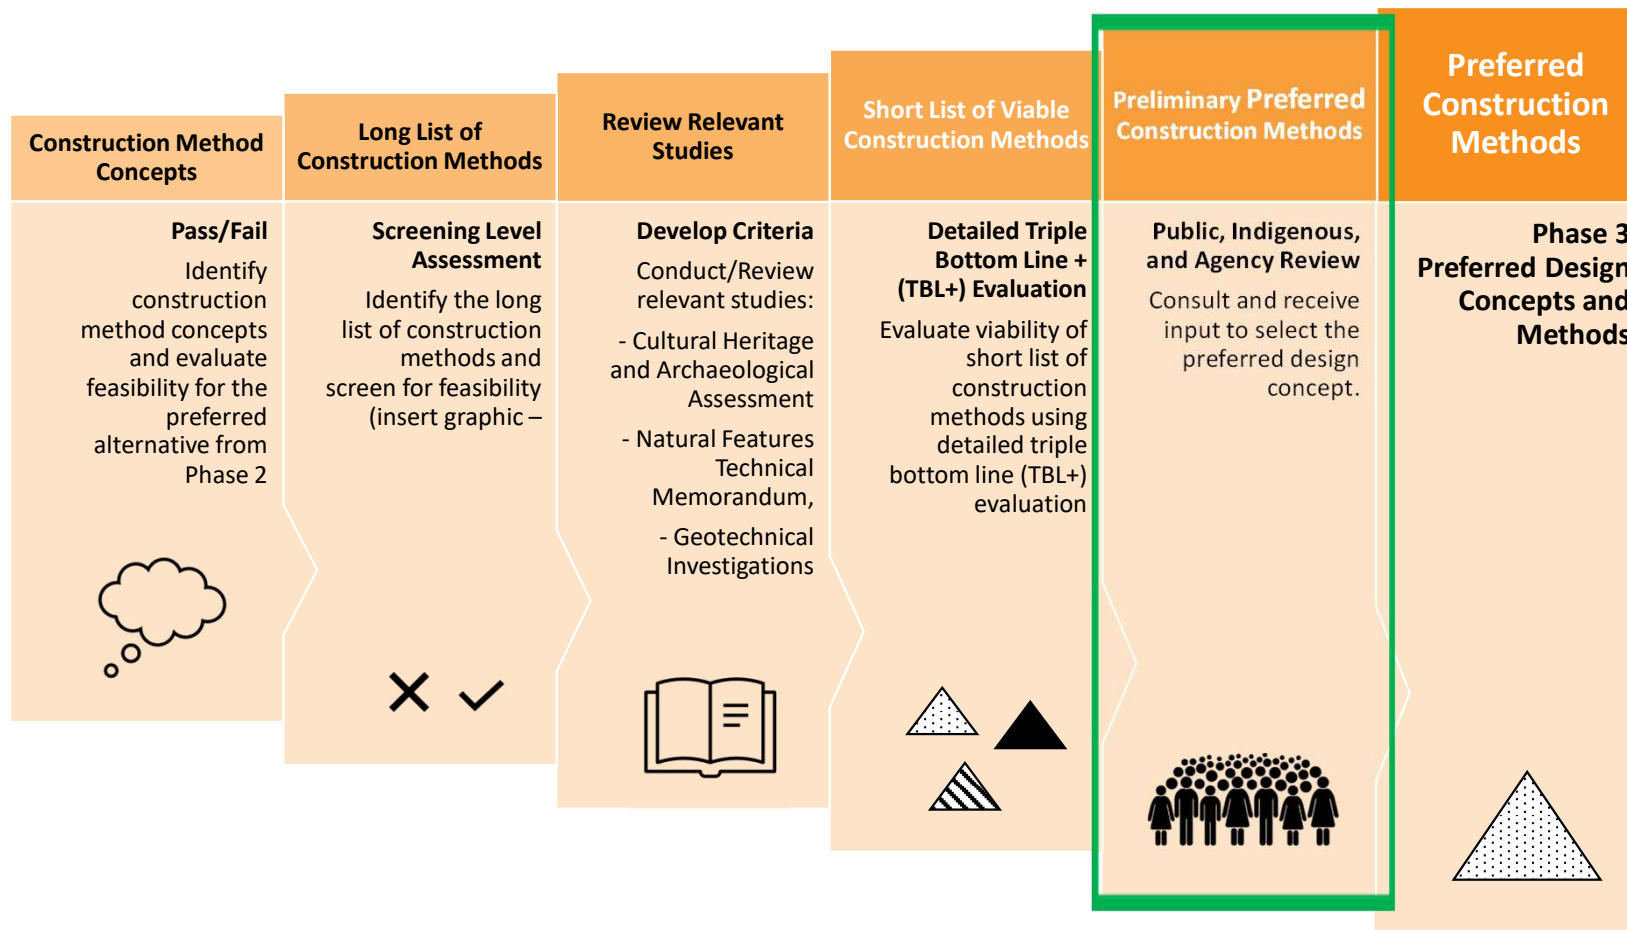 Construction Method
Concepts
Pass/Fail
Identify
construction
method concepts
and evaluate
feasibility for the
preferred
alternative from
Phase 2
Long List of
Construction Methods
Screening Level
Assessment
Identify the long
list of construction
methods and
screen for feasibility
(insert graphic –
Review Relevant
Studies
Develop Criteria
Conduct/Review
relevant studies:
- Cultural Heritage
and Archaeological
Assessment
- Natural Features
Technical
Memorandum,
- Geotechnical
Investigations
Short List of Viable
Construction Methods
Detailed Triple
Bottom Line +
(TBL+) Evaluation
Evaluate viability of
short list of
construction
methods using
detailed triple
bottom line (TBL+)
evaluation
Preliminary Preferred
Construction Methods
Public, Indigenous,
and Agency Review
Consult and receive
input to select the
preferred design
concept.
Preferred
Construction
Methods
Phase 3
Preferred Design
Concepts and
Methods